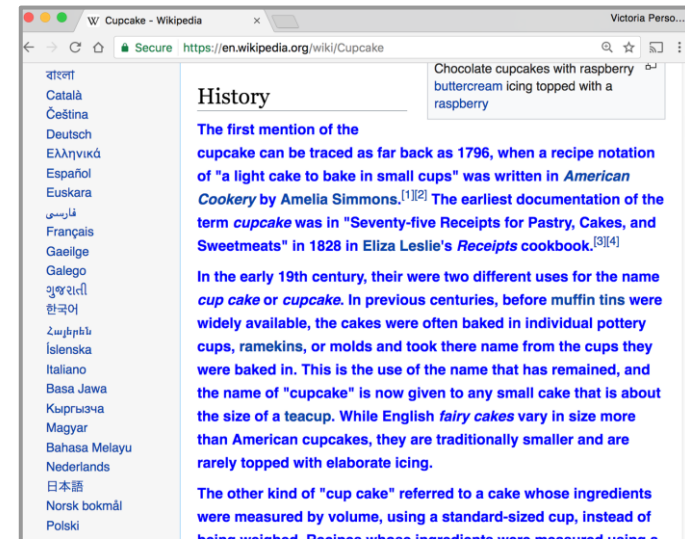 Cupcake - Wikipedia
Victoria Perso...
Secure https://en.wikipedia.org/wiki/Cupcake
বাংলা
Català
Čeština
Deutsch
Ελληνικά
Español
Euskara
فارسی
Français
Gaeilge
Galego
ગુજરાતી
한국어
Հայերեն
Íslenska
Italiano
Basa Jawa
Кыргызча
Magyar
Bahasa Melayu
Nederlands
日本語
Norsk bokmål
Polski
Chocolate cupcakes with raspberry
buttercream icing topped with a
raspberry
History
The first mention of the
cupcake can be traced as far back as 1796, when a recipe notation
of "a light cake to bake in small cups" was written in American
Cookery by Amelia Simmons.[1][2] The earliest documentation of the
term cupcake was in "Seventy-five Receipts for Pastry, Cakes, and
Sweetmeats" in 1828 in Eliza Leslie's Receipts cookbook.[3][4]
In the early 19th century, their were two different uses for the name
cup cake or cupcake. In previous centuries, before muffin tins were
widely available, the cakes were often baked in individual pottery
cups, ramekins, or molds and took there name from the cups they
were baked in. This is the use of the name that has remained, and
the name of "cupcake" is now given to any small cake that is about
the size of a teacup. While English fairy cakes vary in size more
than American cupcakes, they are traditionally smaller and are
rarely topped with elaborate icing.
The other kind of "cup cake" referred to a cake whose ingredients
were measured by volume, using a standard-sized cup, instead of
being weighed. Recipes whose ingredients were measured using a